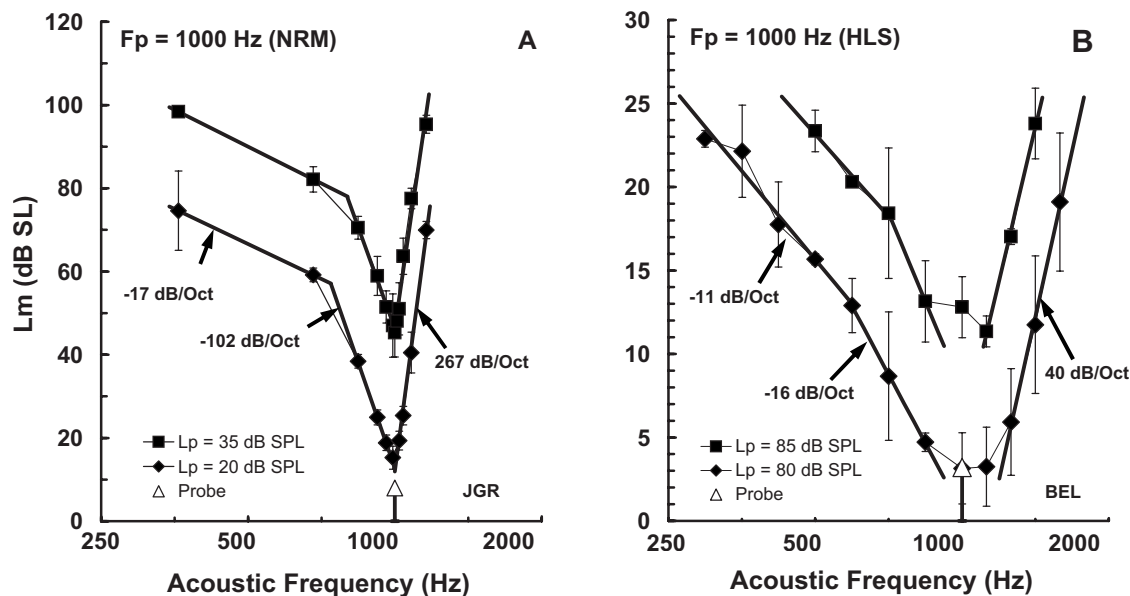 Fp = 1000 Hz (NRM)
A
120
100
80
60
40
20
0
Lm (dB SL)
-17 dB/Oct
-102 dB/Oct
267 dB/Oct
Lp = 35 dB SPL
Lp = 20 dB SPL
Probe
JGR
250
500
1000
2000
Acoustic Frequency (Hz)
Fp = 1000 Hz (HLS)
B
30
25
20
15
10
5
0
-11 dB/Oct
-16 dB/Oct
40 dB/Oct
Lp = 85 dB SPL
Lp = 80 dB SPL
Probe
BEL
250
500
1000
2000
Acoustic Frequency (Hz)